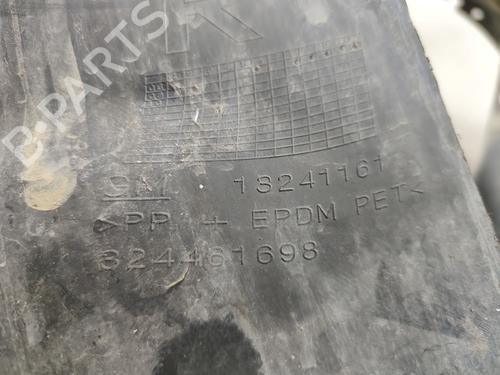 R
B-PARTS
GM 13241161
>PP + EPDM PET<
324461698